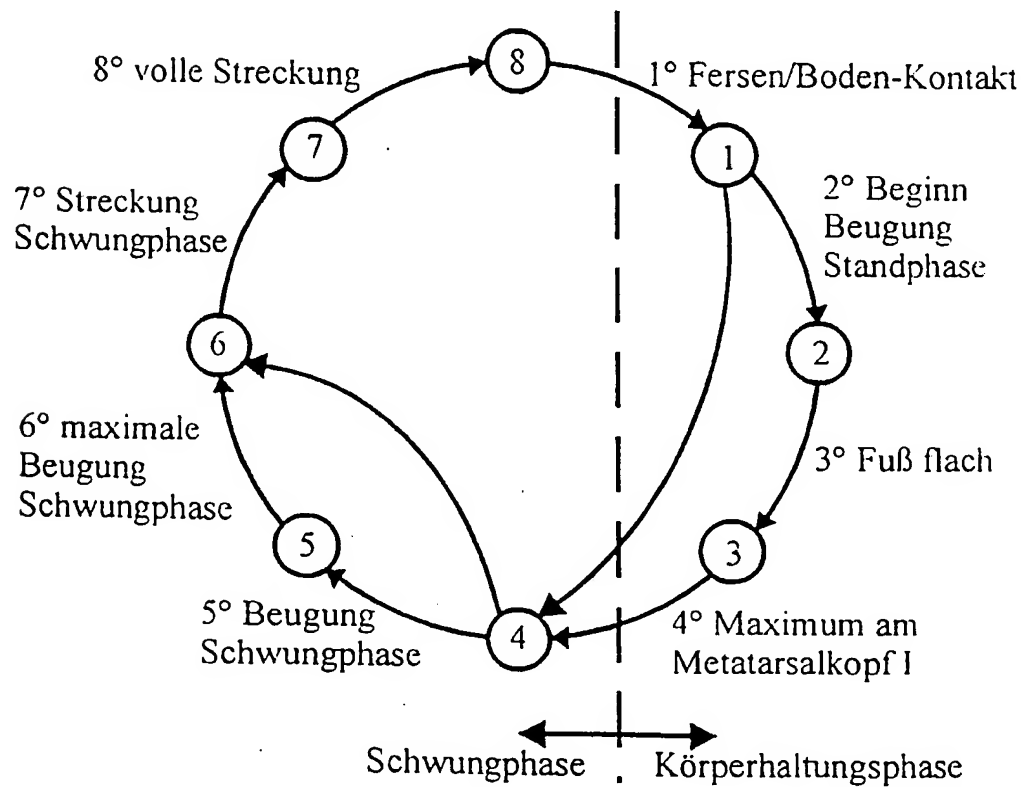 8
8° volle Streckung
1° Fersen/Boden-Kontakt
7
1
2° Beginn
Beugung
Standphase
7° Streckung
Schwungphase
6
2
6° maximale
Beugung
Schwungphase
3° Fuß flach
5
3
5° Beugung
Schwungphase
4
4° Maximum am
Metatarsalkopf I
Schwungphase
Körperhaltungsphase